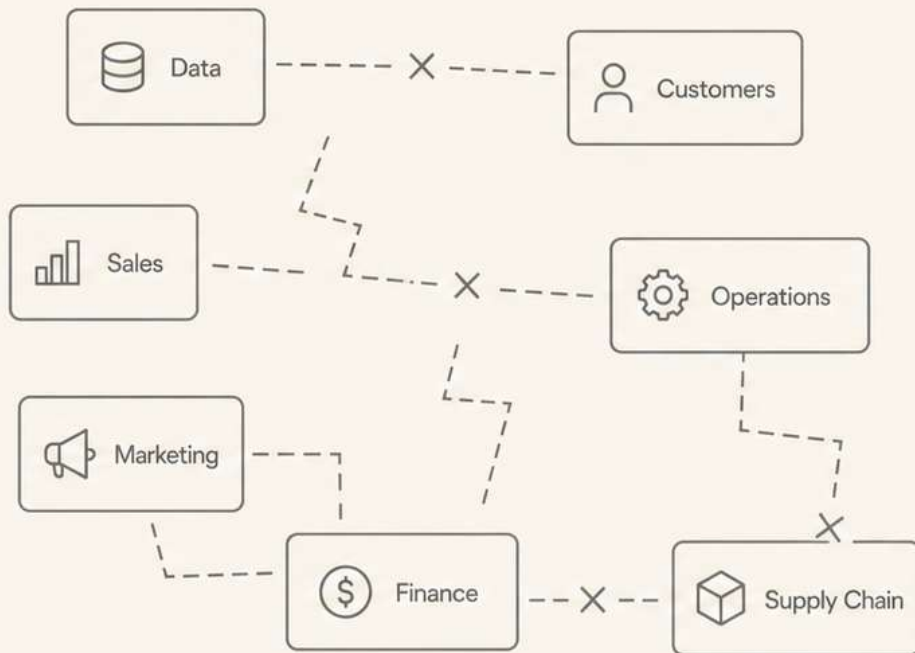 Data
Customers
Sales
Operations
Marketing
Finance
$
Supply Chain